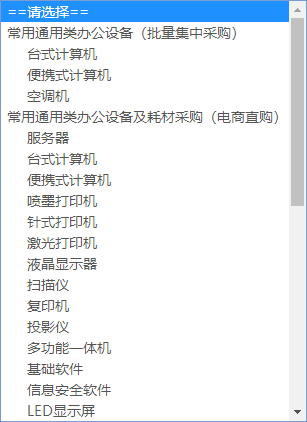 ==请选择==
常用通用类办公设备（批量集中采购）
台式计算机
便携式计算机
空调机
常用通用类办公设备及耗材采购（电商直购）
服务器
台式计算机
便携式计算机
喷墨打印机
针式打印机
激光打印机
液晶显示器
扫描仪
复印机
投影仪
多功能一体机
基础软件
信息安全软件
LED显示屏